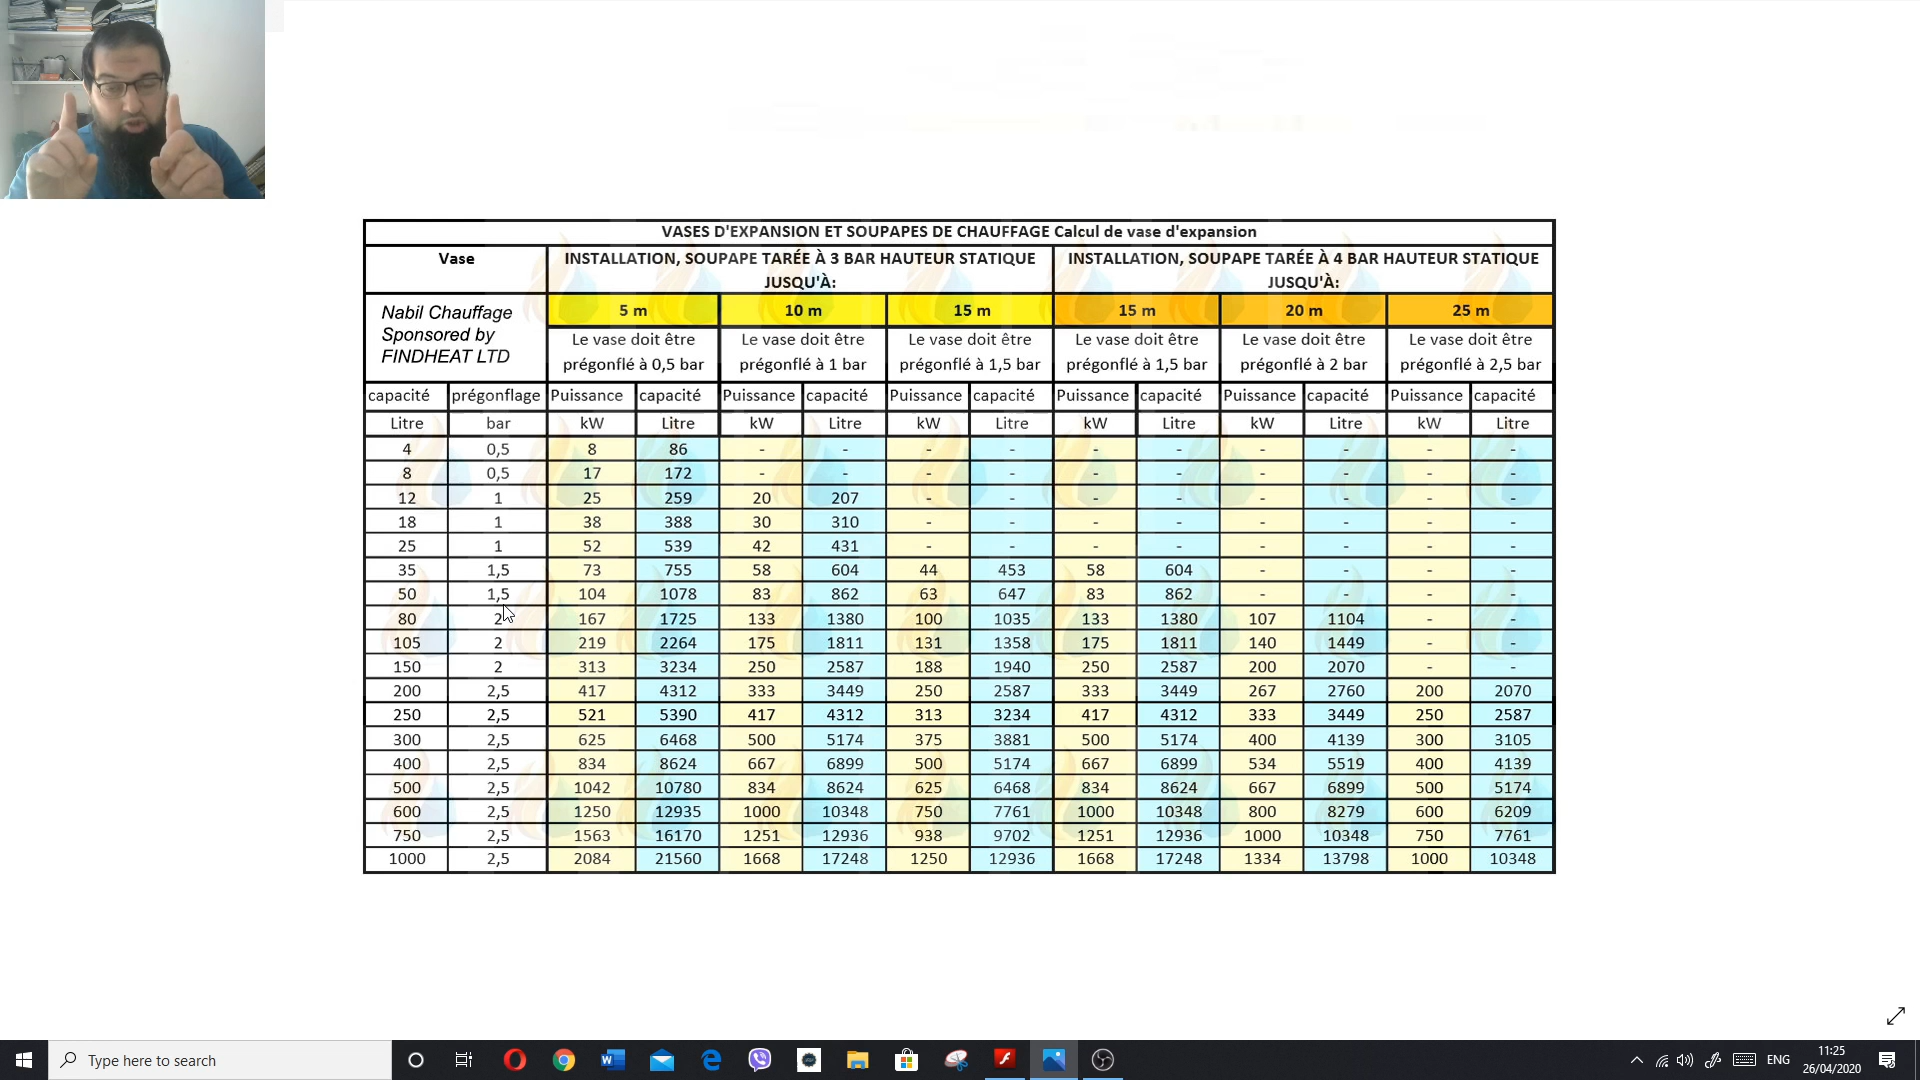 VASES D'EXPANSION ET SOUPAPES DE CHAUFFAGE Calcul de vase d'expansion
Vase INSTALLATION, SOUPAPE TARÉE À 3 BAR HAUTEUR STATIQUE JUSQU'À: INSTALLATION, SOUPAPE TARÉE À 4 BAR HAUTEUR STATIQUE JUSQU'À:
Nabil Chauffage
Sponsored by
FINDHEAT LTD
5 m 10 m 15 m 15 m 20 m 25 m
Le vase doit être Le vase doit être Le vase doit être Le vase doit être Le vase doit être Le vase doit être
prégonflé à 0,5 bar prégonflé à 1 bar prégonflé à 1,5 bar prégonflé à 1,5 bar prégonflé à 2 bar prégonflé à 2,5 bar
capacité prégonflage Puissance capacité Puissance capacité Puissance capacité Puissance capacité Puissance capacité Puissance capacité
Litre bar kW Litre kW Litre kW Litre kW Litre kW Litre kW Litre
4 0,5 8 86 - - - - - - - - - -
8 0,5 17 172 - - - - - - - - - -
12 1 25 259 20 207 - - - - - - - -
18 1 38 388 30 310 - - - - - - - -
25 1 52 539 42 431 - - - - - - - -
35 1,5 73 755 58 604 44 453 58 604 - - - -
50 1,5 104 1078 83 862 63 647 83 862 - - - -
80 2 167 1725 133 1380 100 1035 133 1380 107 1104 - -
105 2 219 2264 175 1811 131 1358 175 1811 140 1449 - -
150 2 313 3234 250 2587 188 1940 250 2587 200 2070 - -
200 2,5 417 4312 333 3449 250 2587 333 3449 267 2760 200 2070
250 2,5 521 5390 417 4312 313 3234 417 4312 333 3449 250 2587
300 2,5 625 6468 500 5174 375 3881 500 5174 400 4139 300 3105
400 2,5 834 8624 667 6899 500 5174 667 6899 534 5519 400 4139
500 2,5 1042 10780 834 8624 625 6468 834 8624 667 6899 500 5174
600 2,5 1250 12935 1000 10348 750 7761 1000 10348 800 8279 600 6209
750 2,5 1563 16170 1251 12936 938 9702 1251 12936 1000 10348 750 7761
1000 2,5 2084 21560 1668 17248 1250 12936 1668 17248 1334 13798 1000 10348
Type here to search
ENG
11:25
26/04/2020